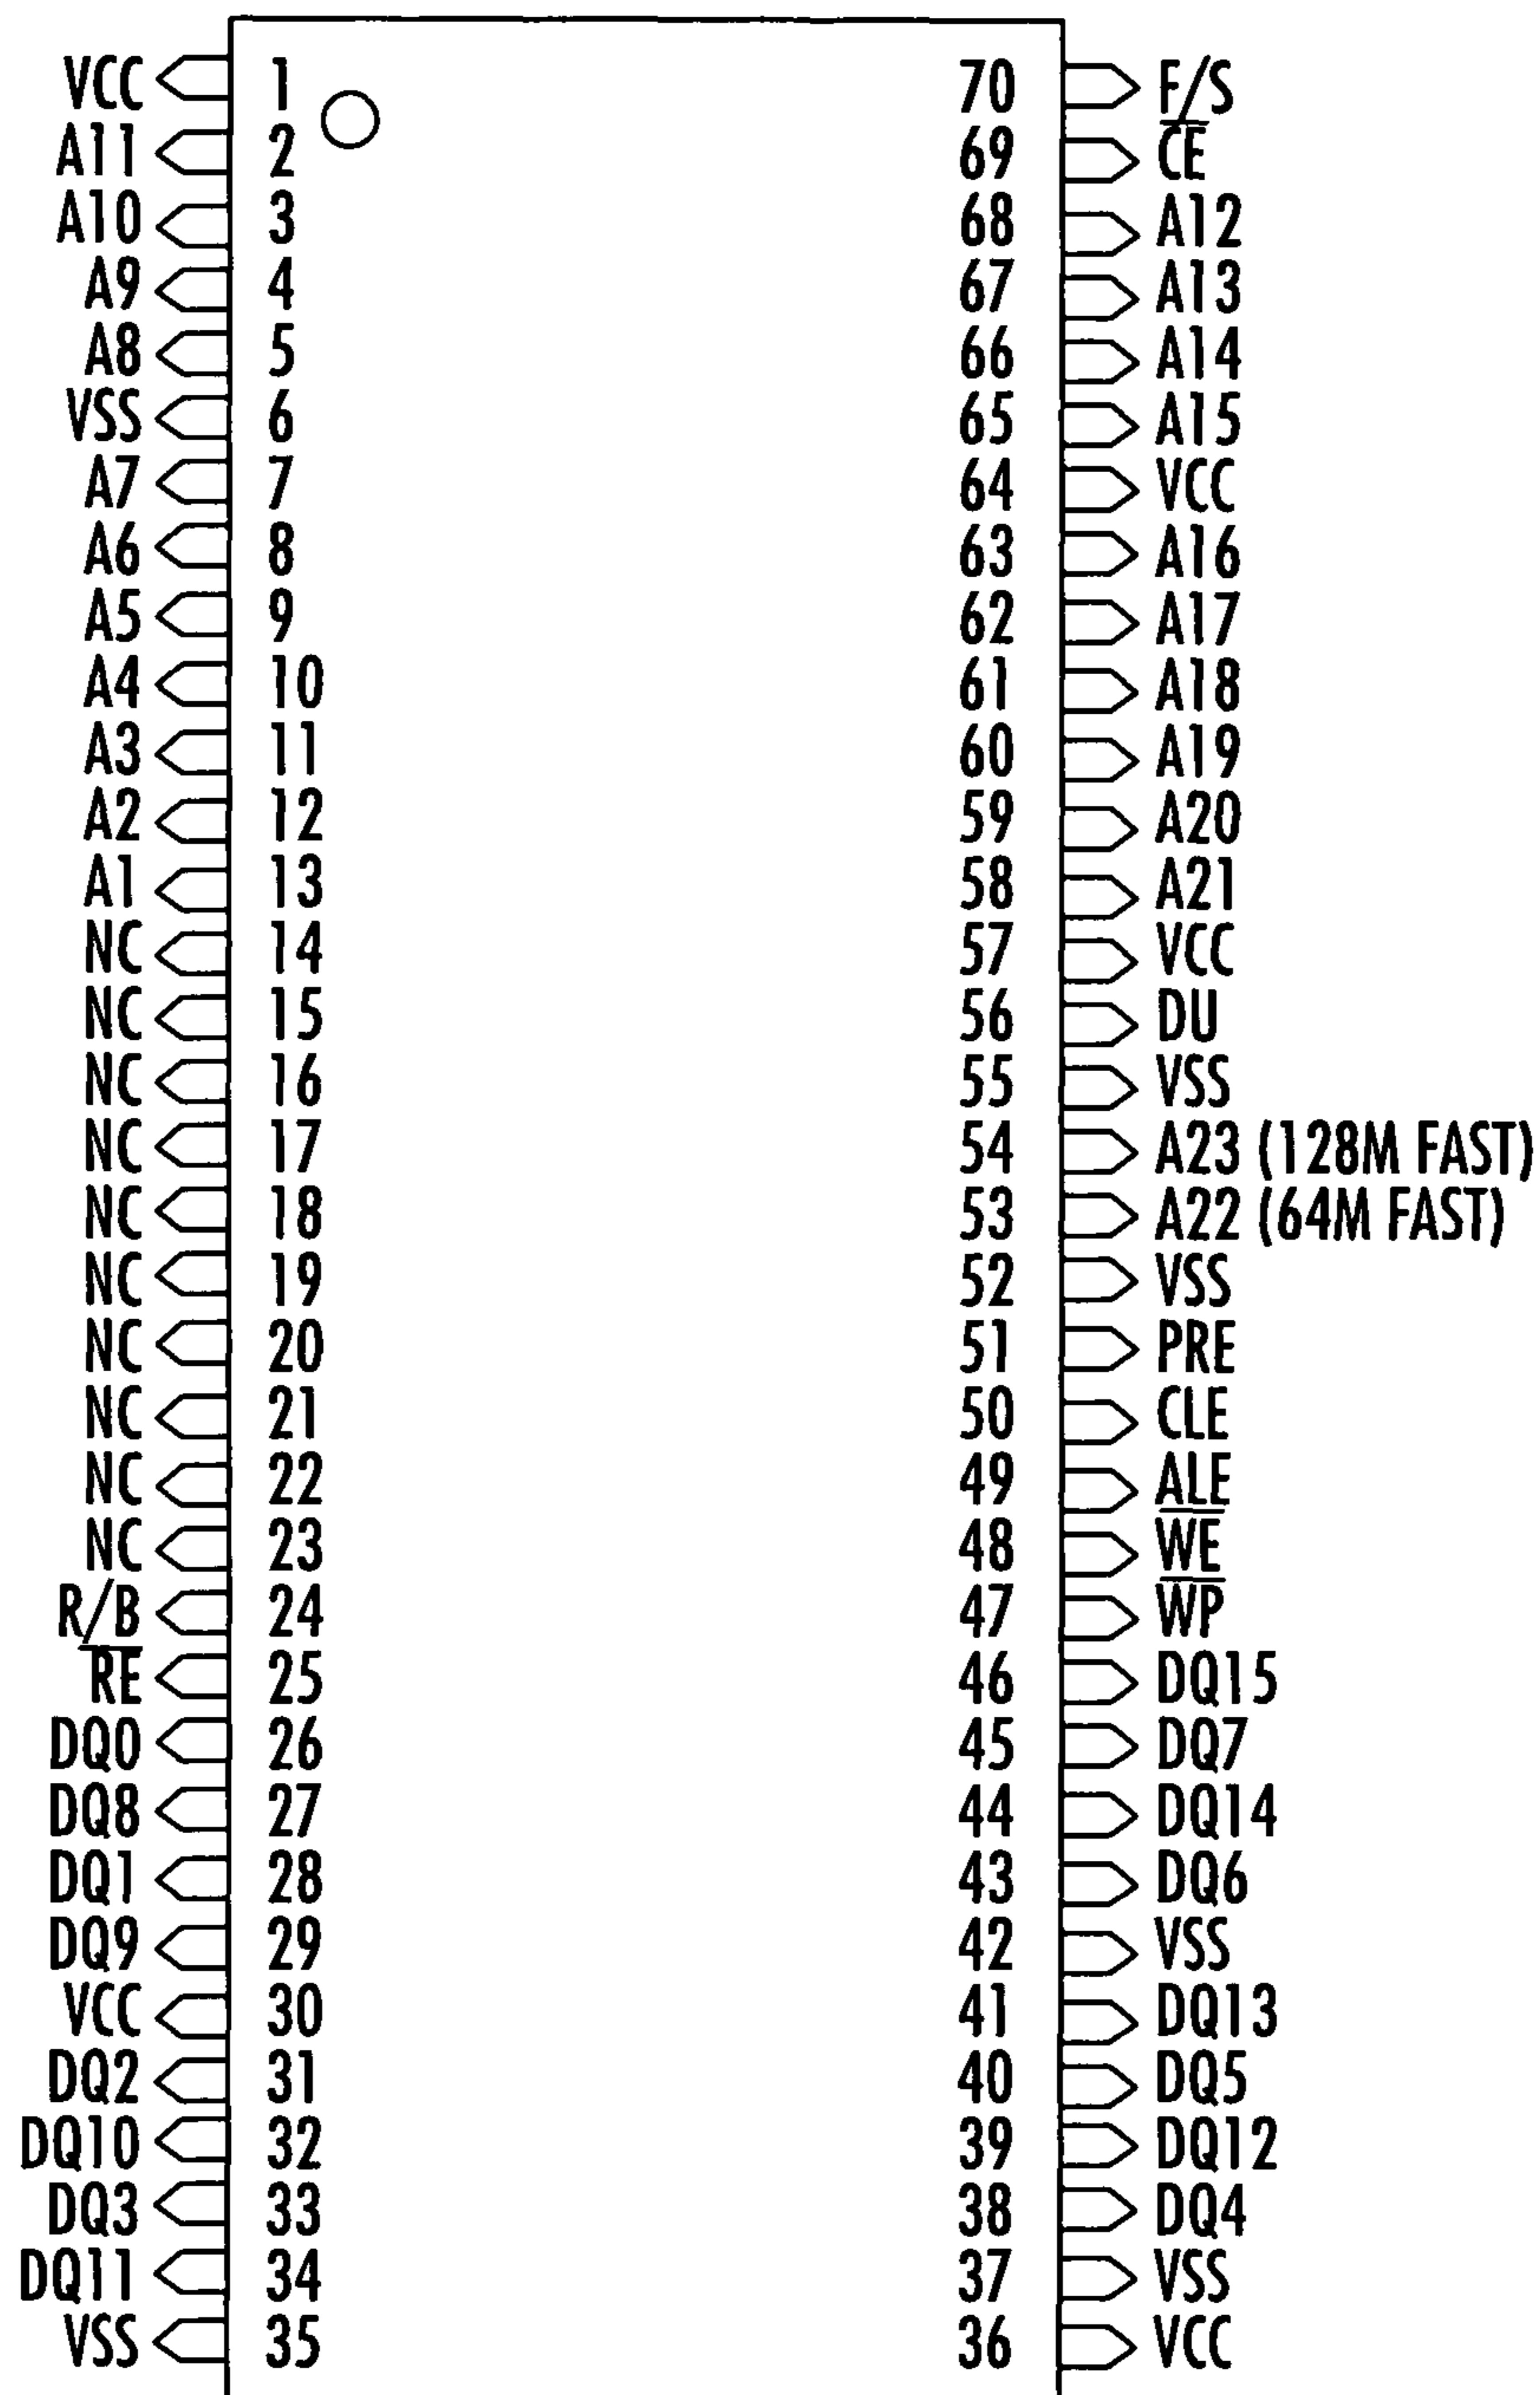 VCC 1 70 F/S
A11 2 69 CE
A10 3 68 A12
A9 4 67 A13
A8 5 66 A14
VSS 6 65 A15
A7 7 64 VCC
A6 8 63 A16
A5 9 62 A17
A4 10 61 A18
A3 11 60 A19
A2 12 59 A20
A1 13 58 A21
NC 14 57 VCC
NC 15 56 DU
NC 16 55 VSS
NC 17 54 A23 (128M FAST)
NC 18 53 A22 (64M FAST)
NC 19 52 VSS
NC 20 51 PRE
NC 21 50 CLE
NC 22 49 ALE
NC 23 48 WE
R/B 24 47 WP
RE 25 46 DQ15
DQ0 26 45 DQ7
DQ8 27 44 DQ14
DQ1 28 43 DQ6
DQ9 29 42 VSS
VCC 30 41 DQ13
DQ2 31 40 DQ5
DQ10 32 39 DQ12
DQ3 33 38 DQ4
DQ11 34 37 VSS
VSS 35 36 VCC